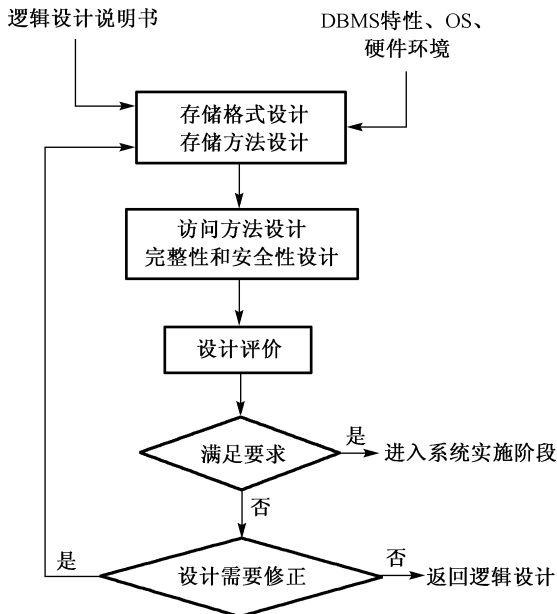 逻辑设计说明书
DBMS特性、OS、
硬件环境
存储格式设计
存储方法设计
访问方法设计
完整性和安全性设计
设计评价
满足要求
是
进入系统实施阶段
否
设计需要修正
是
否
返回逻辑设计